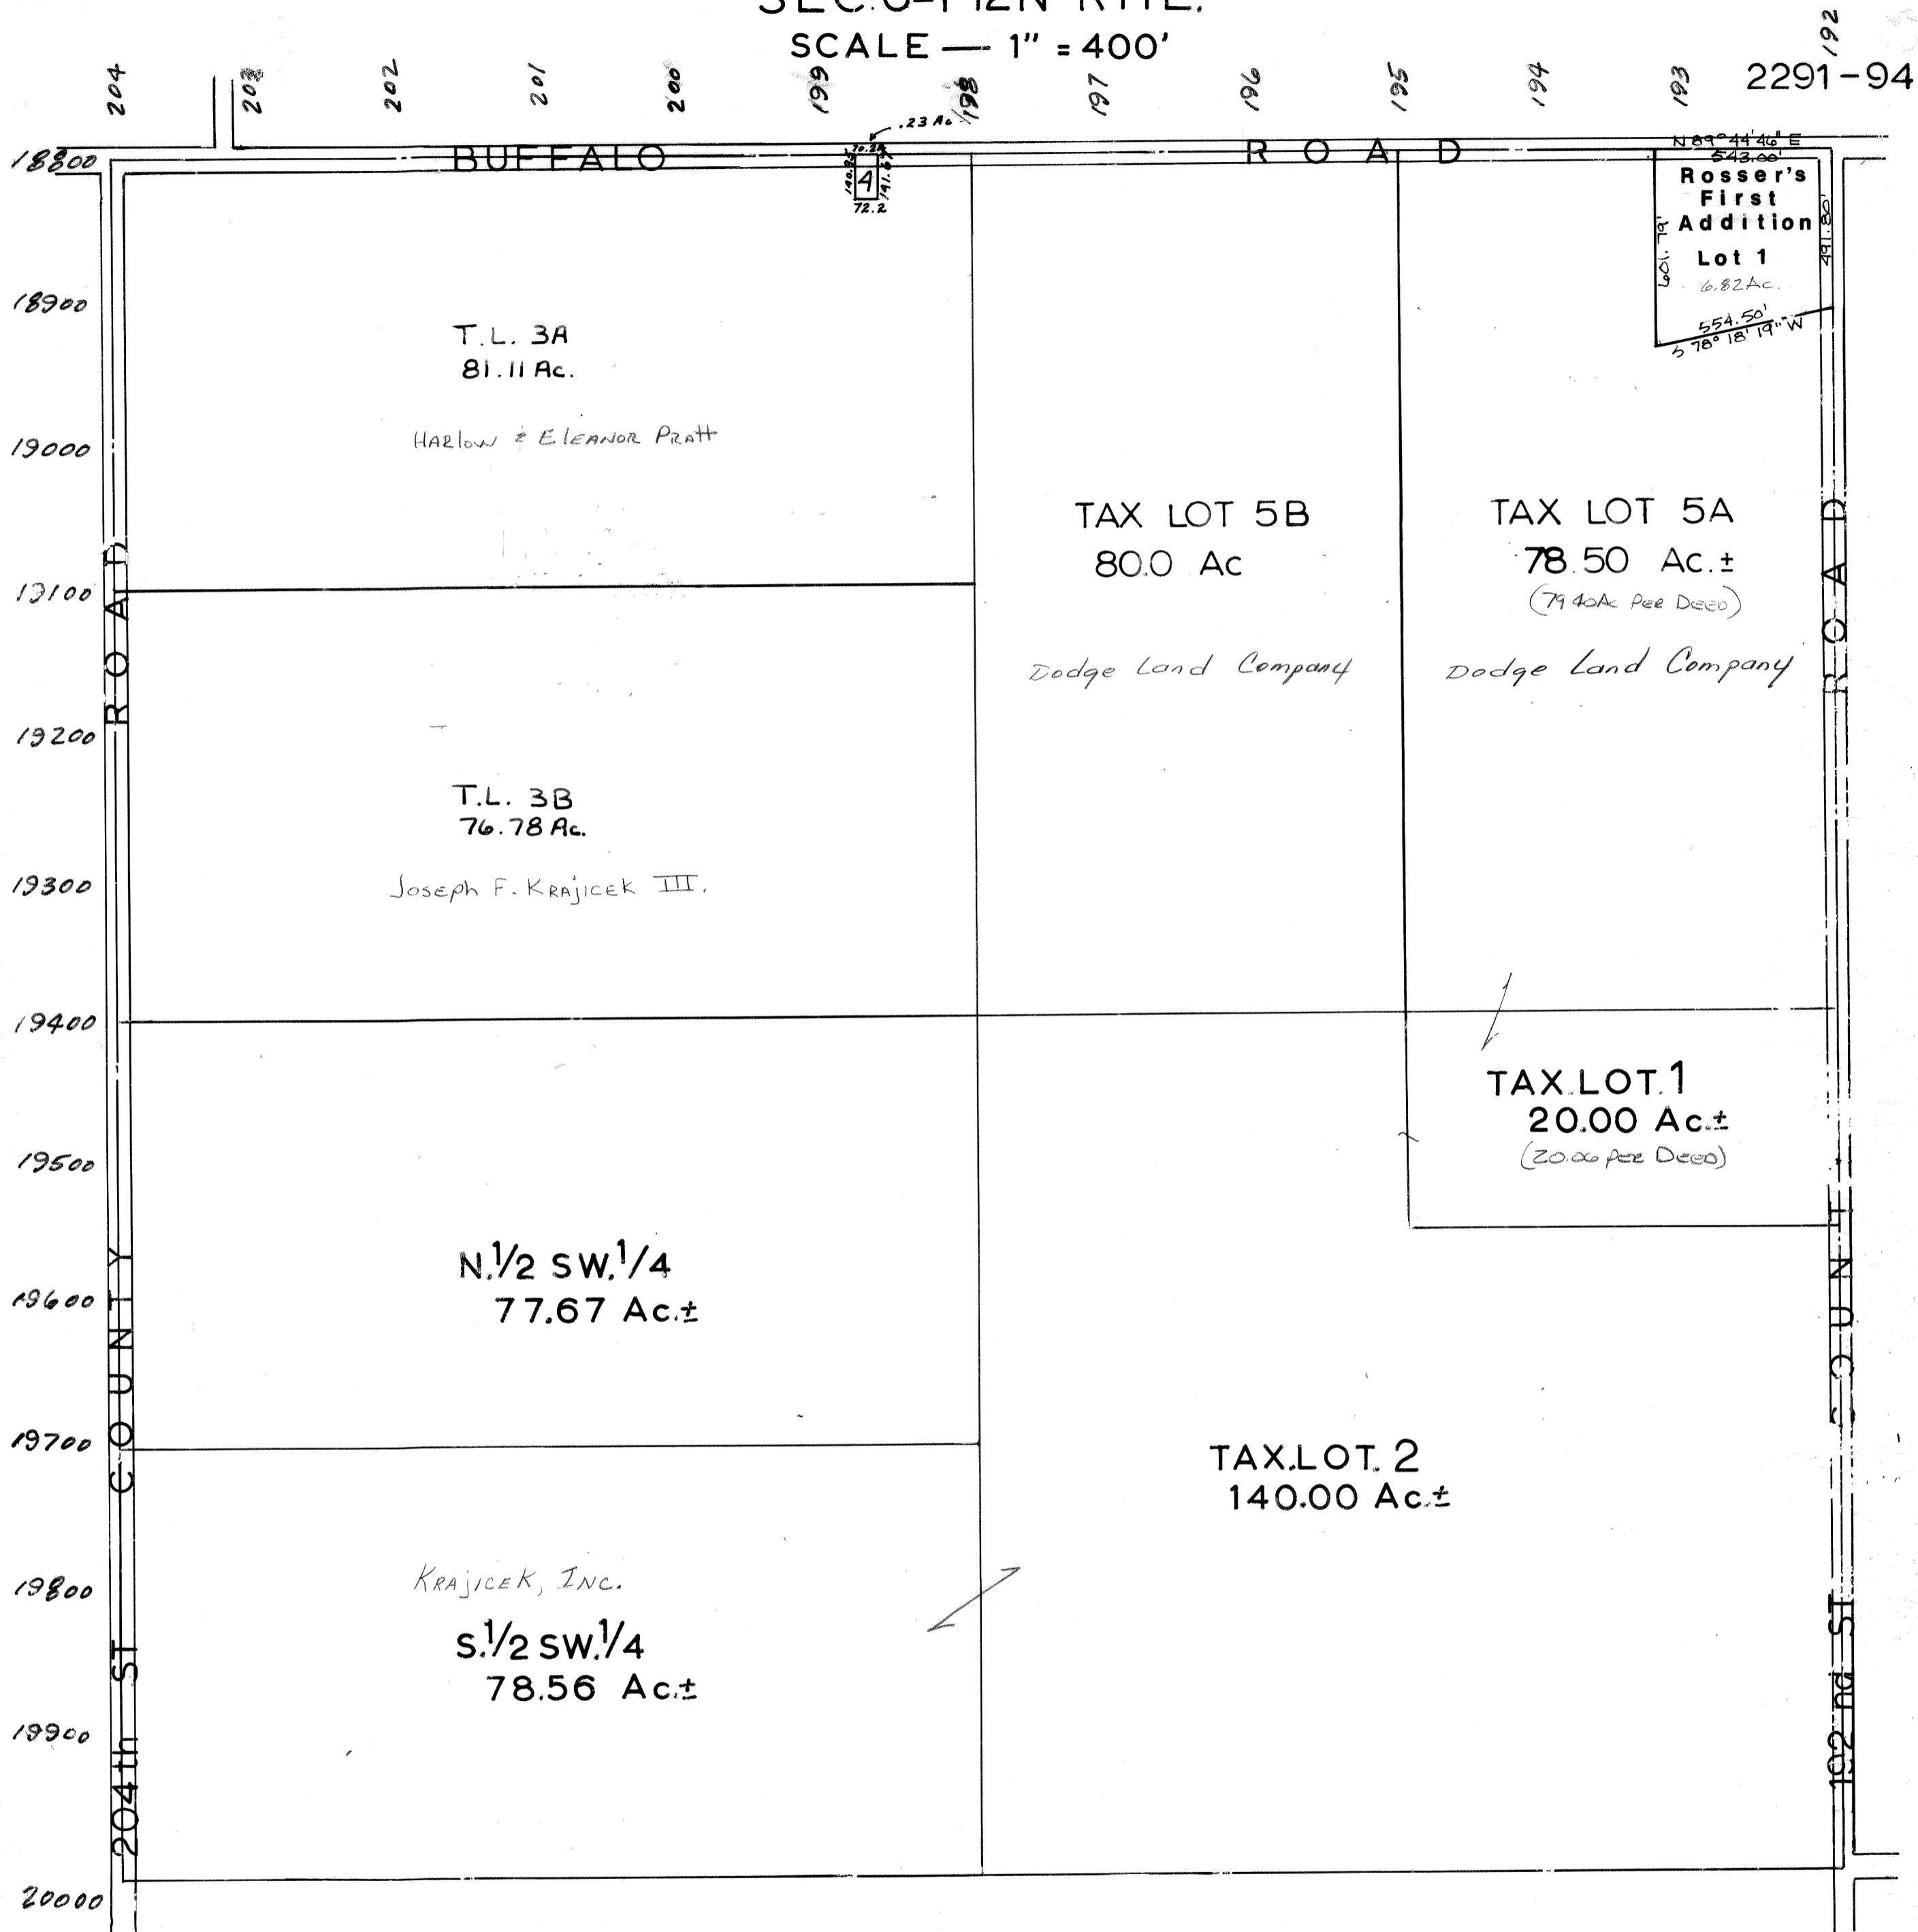 SCALE — 1" = 400'
2291-94
204
203
202
201
200
199
198
197
196
195
194
193
192
.23 Ac
BUFFALO ROAD
N 89° 44' 46" E
543.00'
70.2
4
72.2
Rosser's
First
Addition
Lot 1
6.82 Ac.
601.79'
491.80'
554.50'
S 78° 18' 19" W
18800
18900
19000
19100
19200
19300
19400
19500
19600
19700
19800
19900
20000
T.L. 3A
81.11 Ac.
Harlow & Eleanor Pratt
TAX LOT 5B
80.0 Ac
Dodge Land Company
TAX LOT 5A
78.50 Ac.±
(79.40Ac Per Deed)
Dodge Land Company
T.L. 3B
76.78 Ac.
Joseph F. Krajicek III.
TAX.LOT.1
20.00 Ac.±
(20.06 per Deed)
N.1/2 SW.1/4
77.67 Ac.±
TAX.LOT. 2
140.00 Ac.±
Krajicek, Inc.
S.1/2 SW.1/4
78.56 Ac.±
204th ST COUNTY ROAD
192nd ST COUNT ROAD